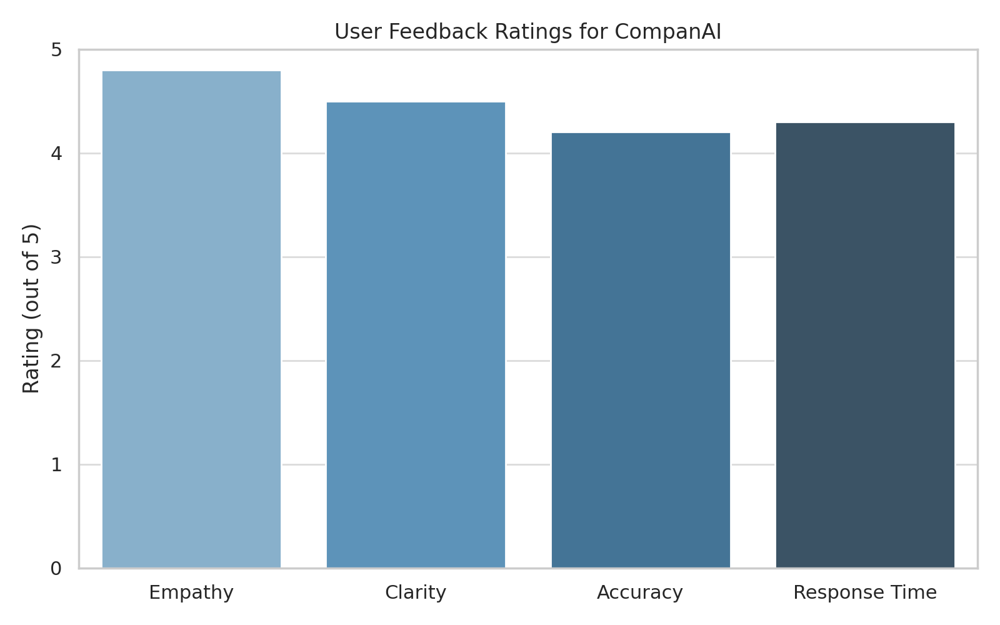 User Feedback Ratings for CompanAI
Rating (out of 5)
5
4
3
2
1
0
Empathy Clarity Accuracy Response Time